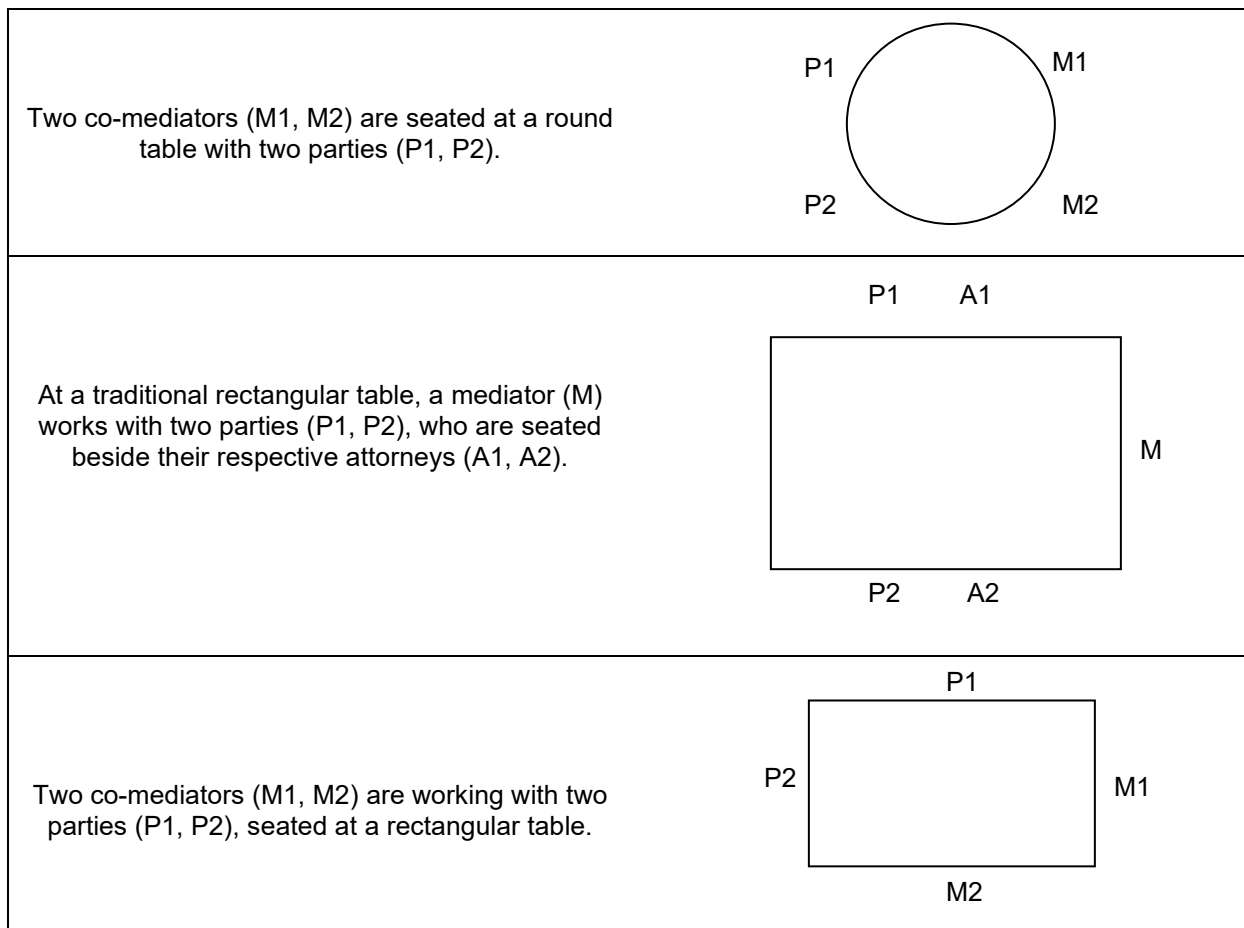 Two co-mediators (M1, M2) are seated at a round
table with two parties (P1, P2).
P1
M1
P2
M2
At a traditional rectangular table, a mediator (M)
works with two parties (P1, P2), who are seated
beside their respective attorneys (A1, A2).
P1 A1
M
P2 A2
Two co-mediators (M1, M2) are working with two
parties (P1, P2), seated at a rectangular table.
P1
P2
M1
M2